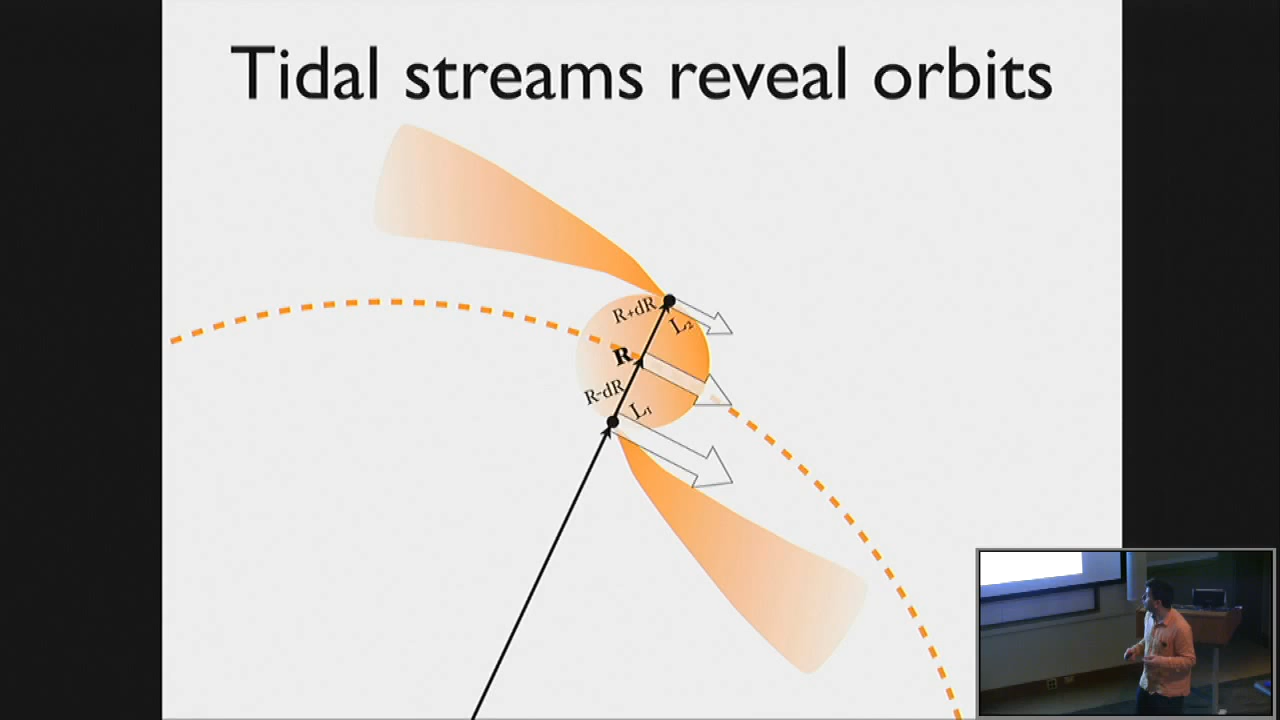 Tidal streams reveal orbits
R+dR
L₂
R
R-dR
L₁